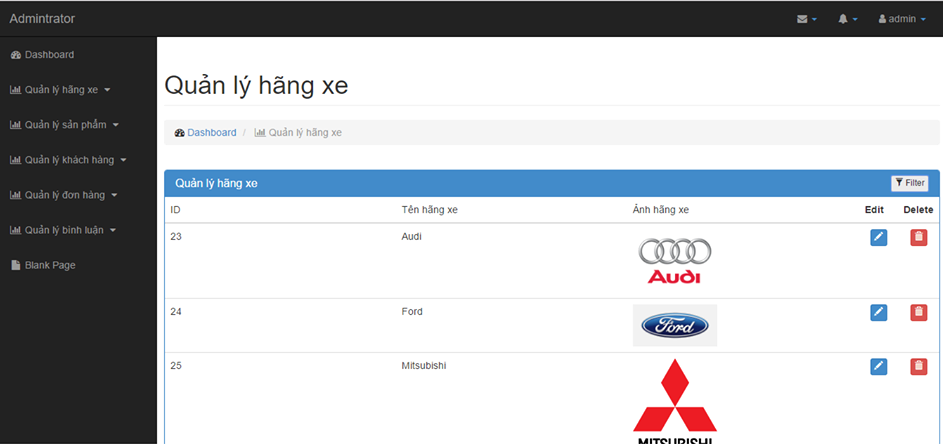 Admintrator
admin
Dashboard
Quản lý hãng xe
Quản lý sản phẩm
Quản lý khách hàng
Quản lý đơn hàng
Quản lý bình luận
Blank Page
Quản lý hãng xe
Dashboard / Quản lý hãng xe
Quản lý hãng xe Filter
ID Tên hãng xe Ảnh hãng xe Edit Delete
23 Audi
Audi
24 Ford
Ford
25 Mitsubishi
MITSUBISHI